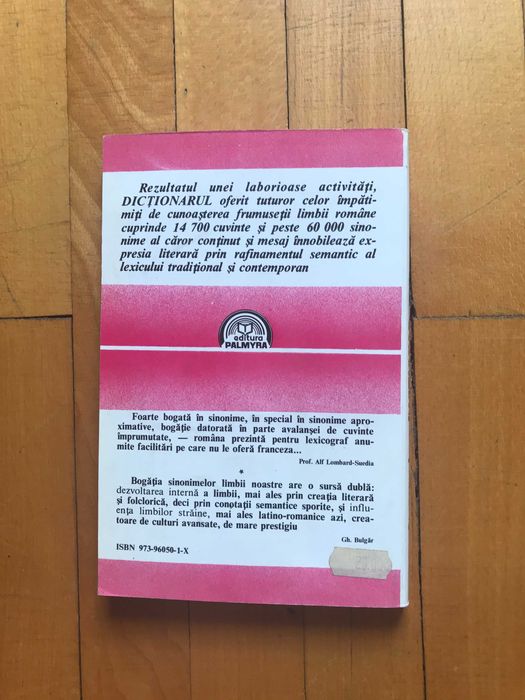 Rezultatul unei laborioase activități,
DICȚIONARUL oferit tuturor celor împăti-
miți de cunoașterea frumuseții limbii române
cuprinde 14 700 cuvinte și peste 60 000 sino-
nime al căror conținut și mesaj înnobilează ex-
presia literară prin rafinamentul semantic al
lexicului tradițional și contemporan
editura
PALMYRA
Foarte bogată în sinonime, în special în sinonime apro-
ximative, bogăție datorată în parte avalanșei de cuvinte
împrumutate, — româna prezintă pentru lexicograf anu-
mite facilitări pe care nu le oferă franceza...
Prof. Alf Lombard-Suedia
*
Bogăția sinonimelor limbii noastre are o sursă dublă:
dezvoltarea internă a limbii, mai ales prin creația literară
și folclorică, deci prin conotații semantice sporite, și influ-
ența limbilor străine, mai ales latino-romanice azi, crea-
toare de culturi avansate, de mare prestigiu
Gh. Bulgăr
ISBN 973-96050-1-X